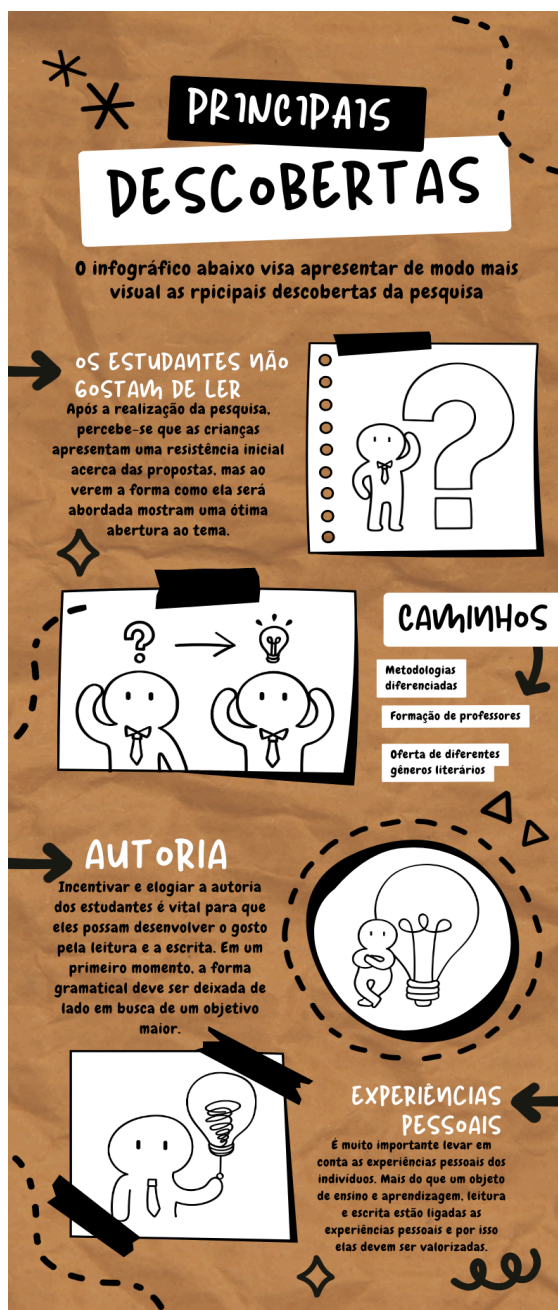 PRINCIPAIS
DESCOBERTAS
O infográfico abaixo visa apresentar de modo mais
visual as rpicipais descobertas da pesquisa
OS ESTUDANTES NÃO
GOSTAM DE LER
Após a realização da pesquisa,
percebe-se que as crianças
apresentam uma resistência inicial
acerca das propostas, mas ao
verem a forma como ela será
abordada mostram uma ótima
abertura ao tema.
?
?
CAMINHOS
Metodologias
diferenciadas
Formação de professores
Oferta de diferentes
gêneros literários
AUTORIA
Incentivar e elogiar a autoria
dos estudantes é vital para que
eles possam desenvolver o gosto
pela leitura e a escrita. Em um
primeiro momento, a forma
gramatical deve ser deixada de
lado em busca de um objetivo
maior.
EXPERIÊNCIAS
PESSOAIS
É muito importante levar em
conta as experiências pessoais dos
indivíduos. Mais do que um objeto
de ensino e aprendizagem, leitura
e escrita estão ligadas as
experiências pessoais e por isso
elas devem ser valorizadas.